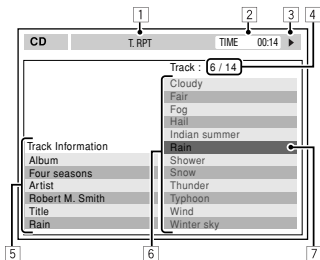 1 2 3 4
CD T. RPT TIME 00:14
Track : 6 / 14
Cloudy
Fair
Fog
Hail
Indian summer
Rain
Shower
Snow
Thunder
Typhoon
Wind
Winter sky
Track Information
Album
Four seasons
Artist
Robert M. Smith
Title
Rain
5 6 7